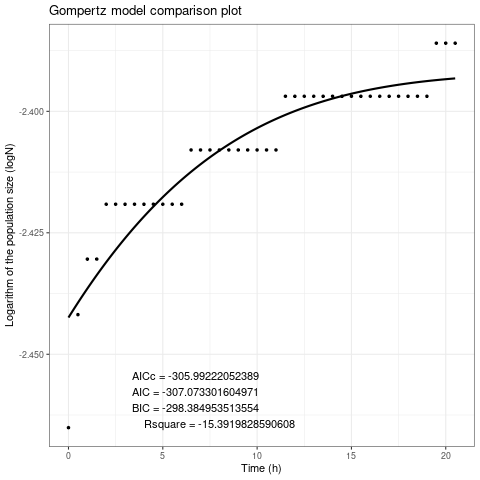 Gompertz model comparison plot
Logarithm of the population size (logN)
-2.400
-2.425
-2.450
AICc = -305.99222052389
AIC = -307.073301604971
BIC = -298.384953513554
Rsquare = -15.3919828590608
0 5 10 15 20
Time (h)